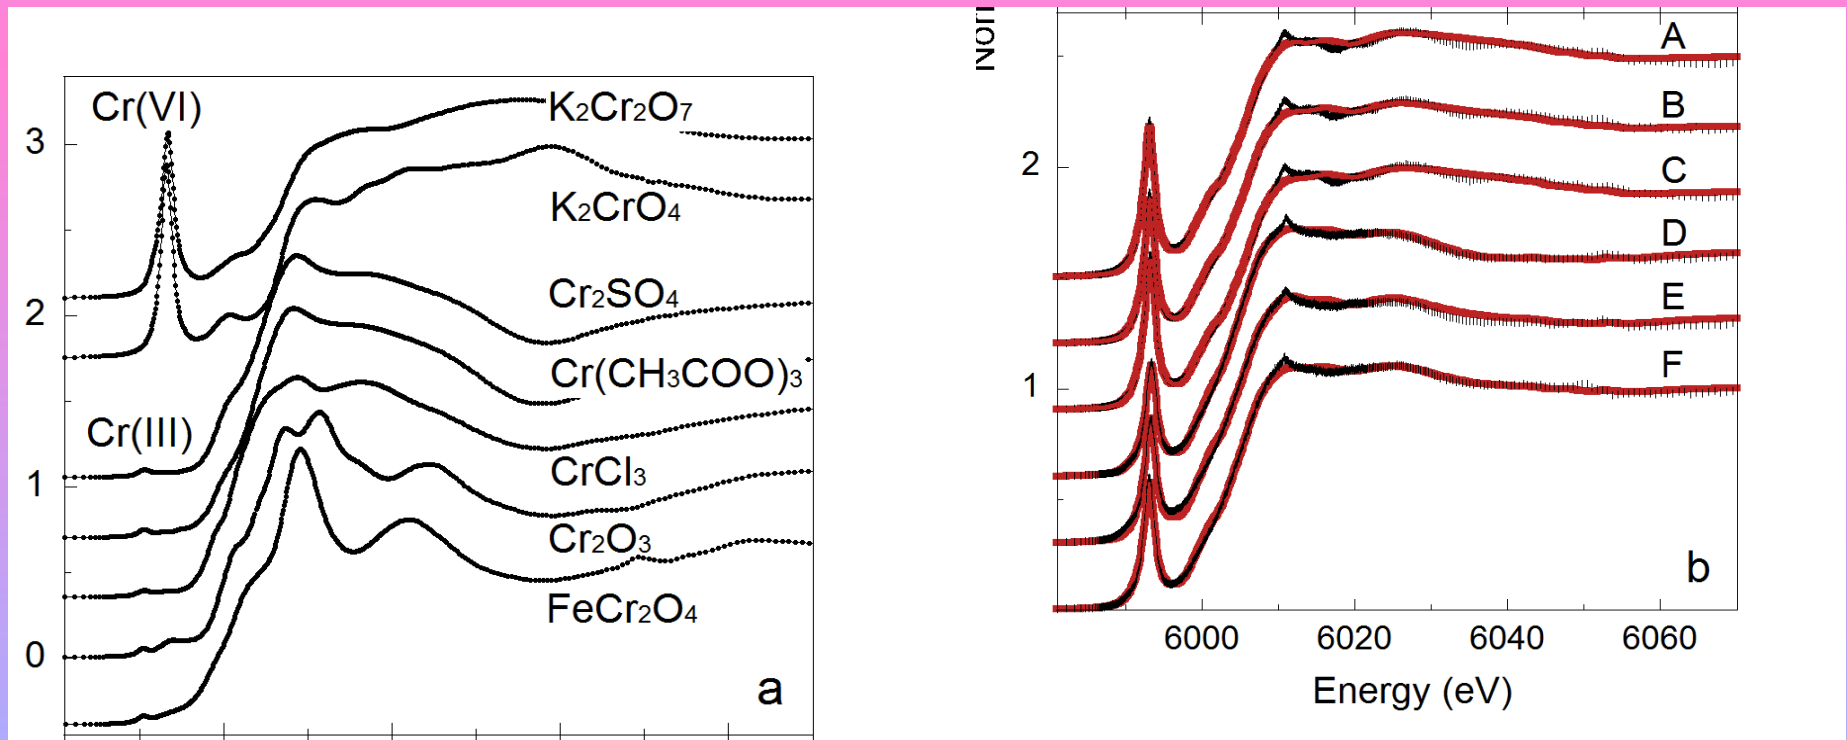 Cr(VI)
K2Cr2O7
3
K2CrO4
Cr2SO4
2
Cr(CH3COO)3
Cr(III)
CrCl3
1
Cr2O3
FeCr2O4
0
a
A
B
2
C
D
E
F
1
b
6000 6020 6040 6060
Energy (eV)